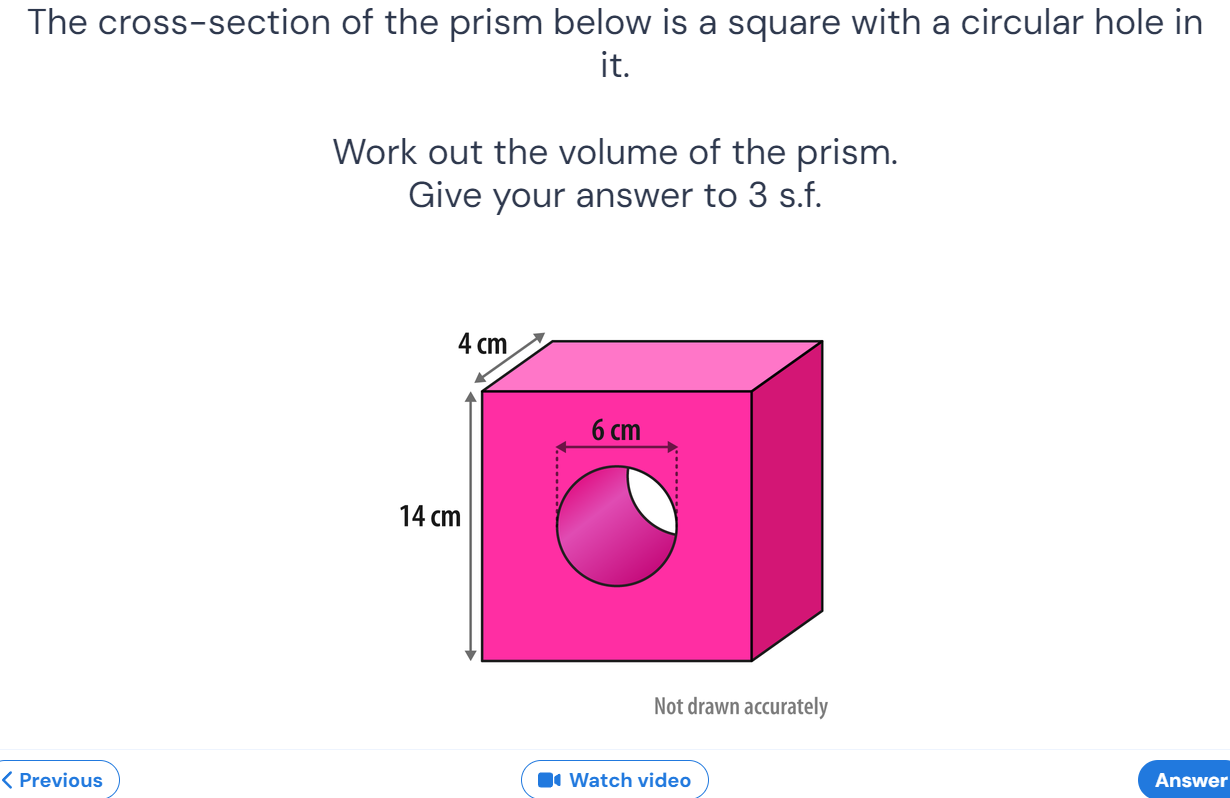 The cross-section of the prism below is a square with a circular hole in
it.
Work out the volume of the prism.
Give your answer to 3 s.f.
4 cm
6 cm
14 cm
Not drawn accurately
Previous
Watch video
Answer